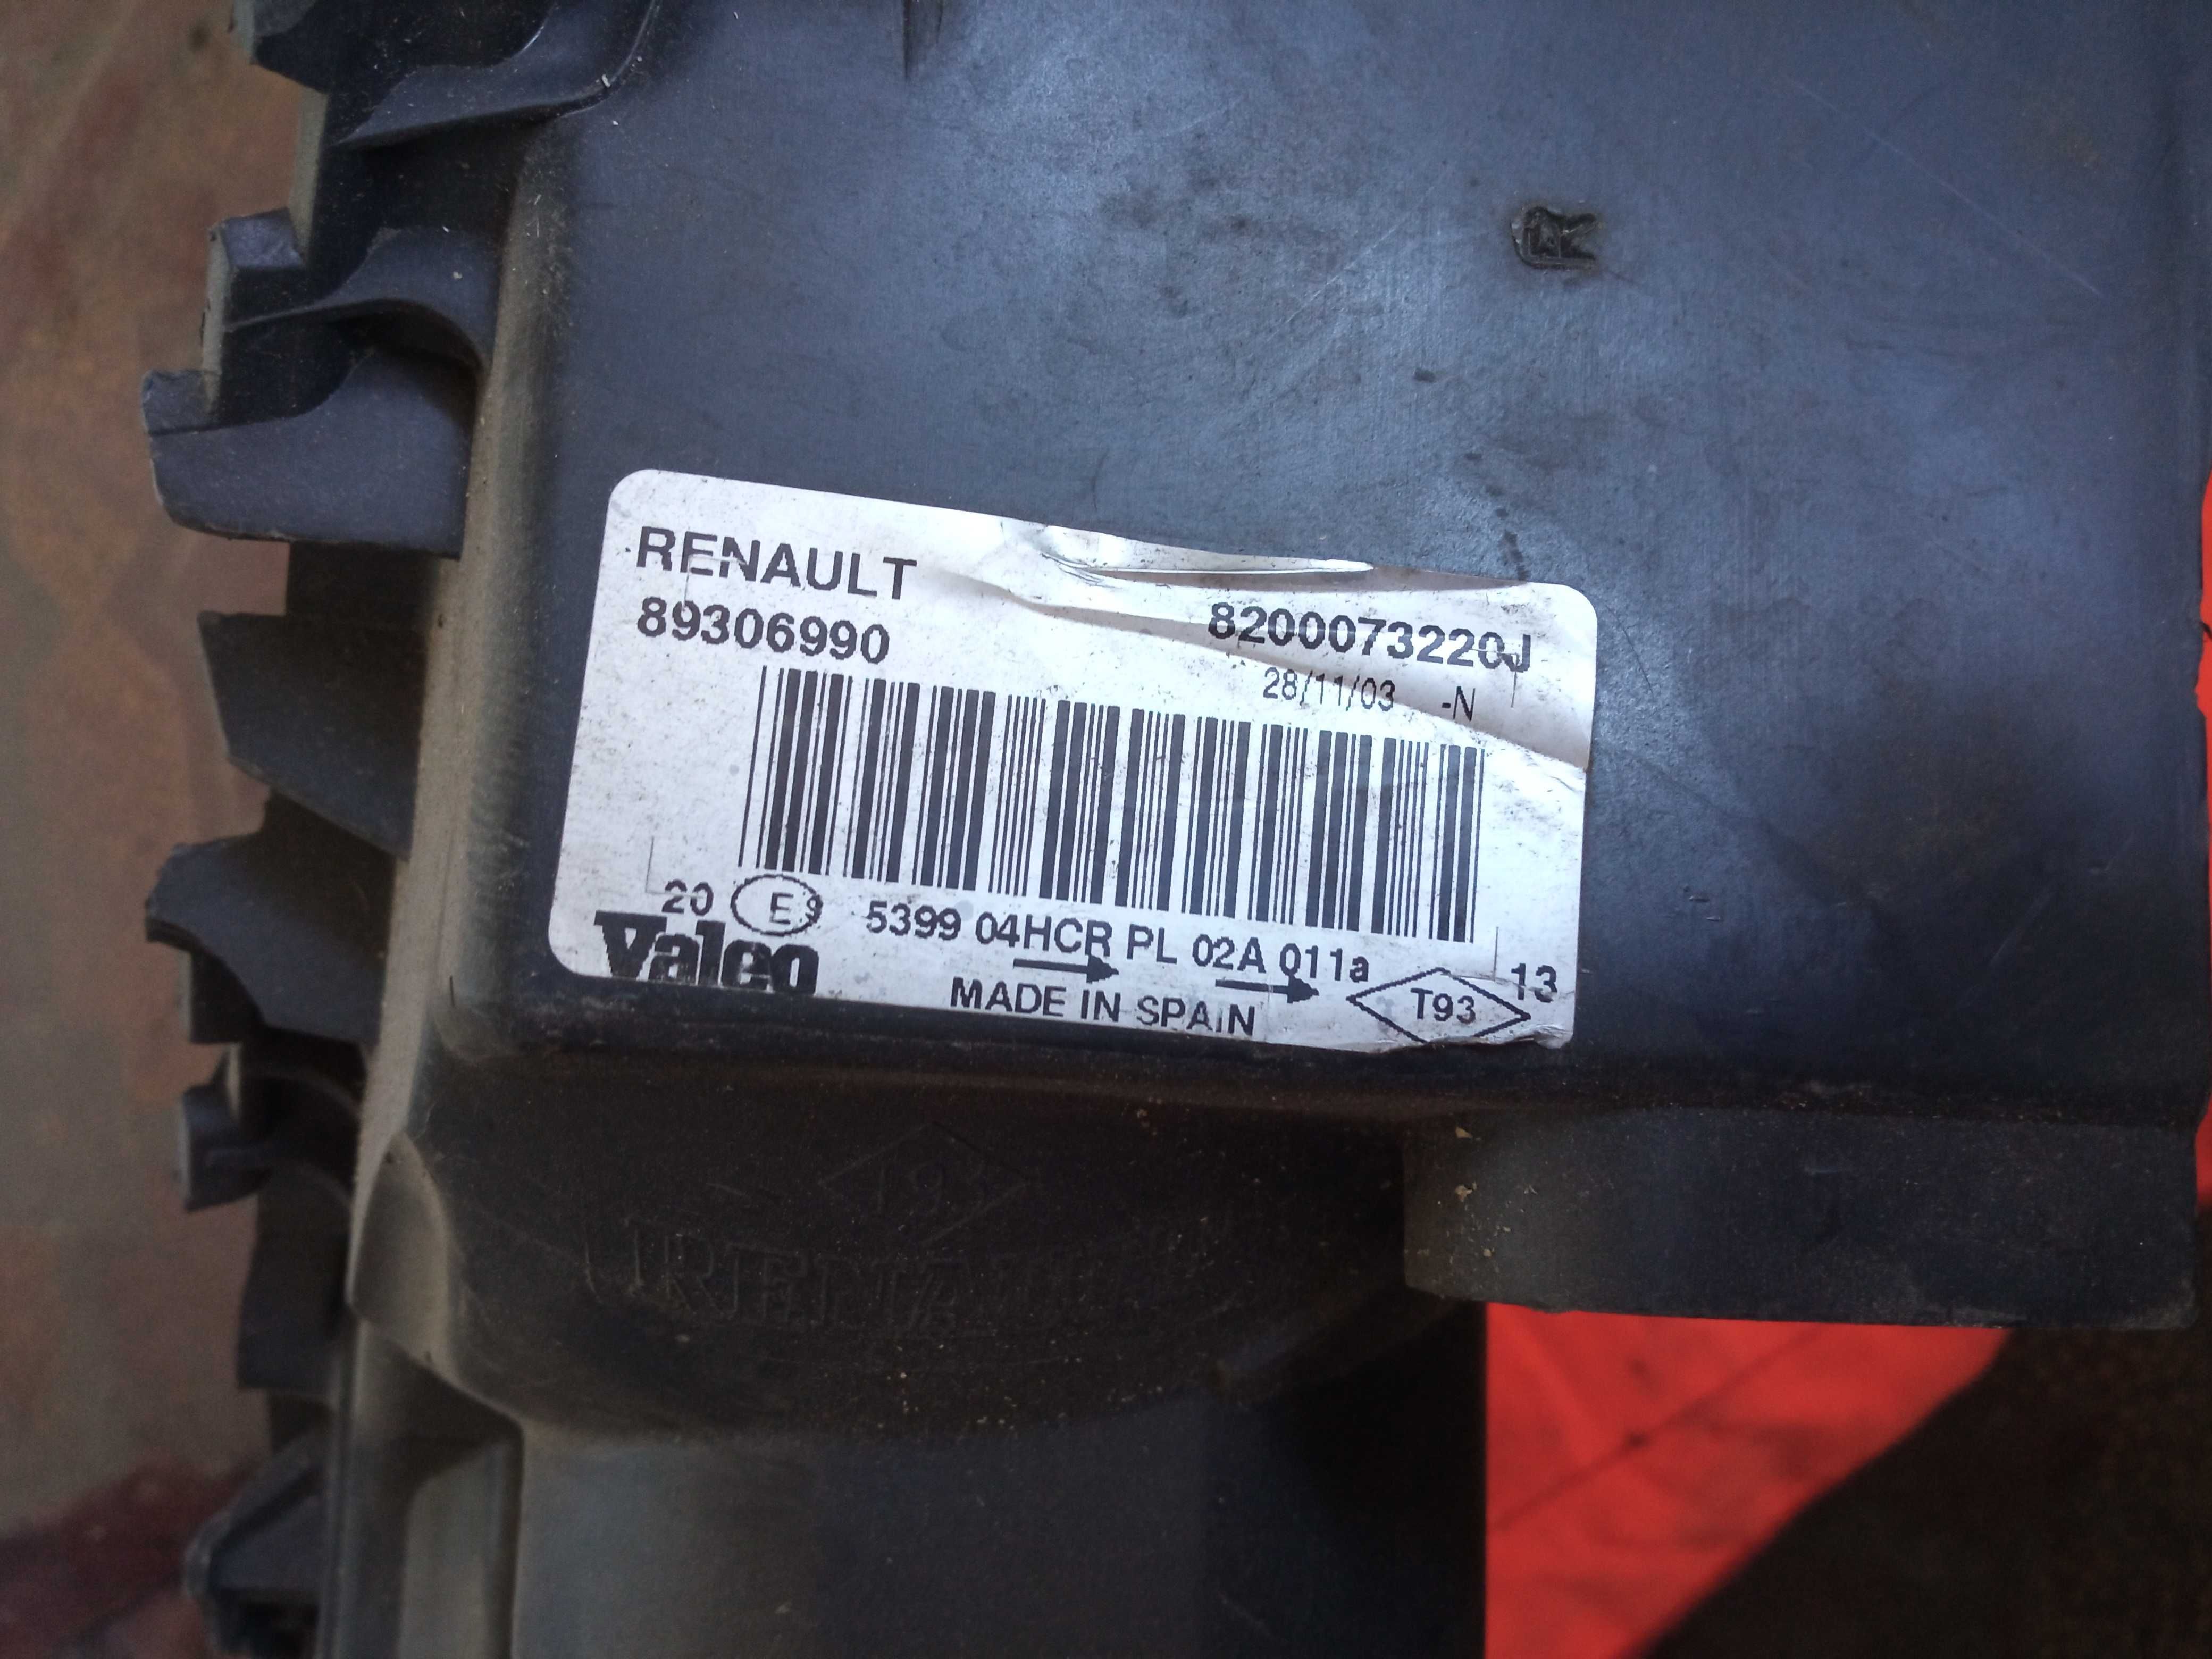 R
RENAULT
89306990 8200073220J
28/11/03 -N
20 E9 5399 04HCR PL 02A 011a 13
Valeo MADE IN SPAIN T93